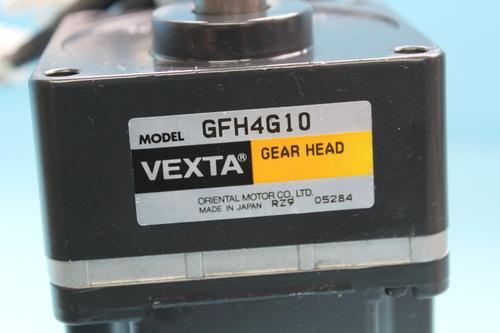 MODEL GFH4G10
VEXTA® GEAR HEAD
ORIENTAL MOTOR CO., LTD.
MADE IN JAPAN RZ9 05284